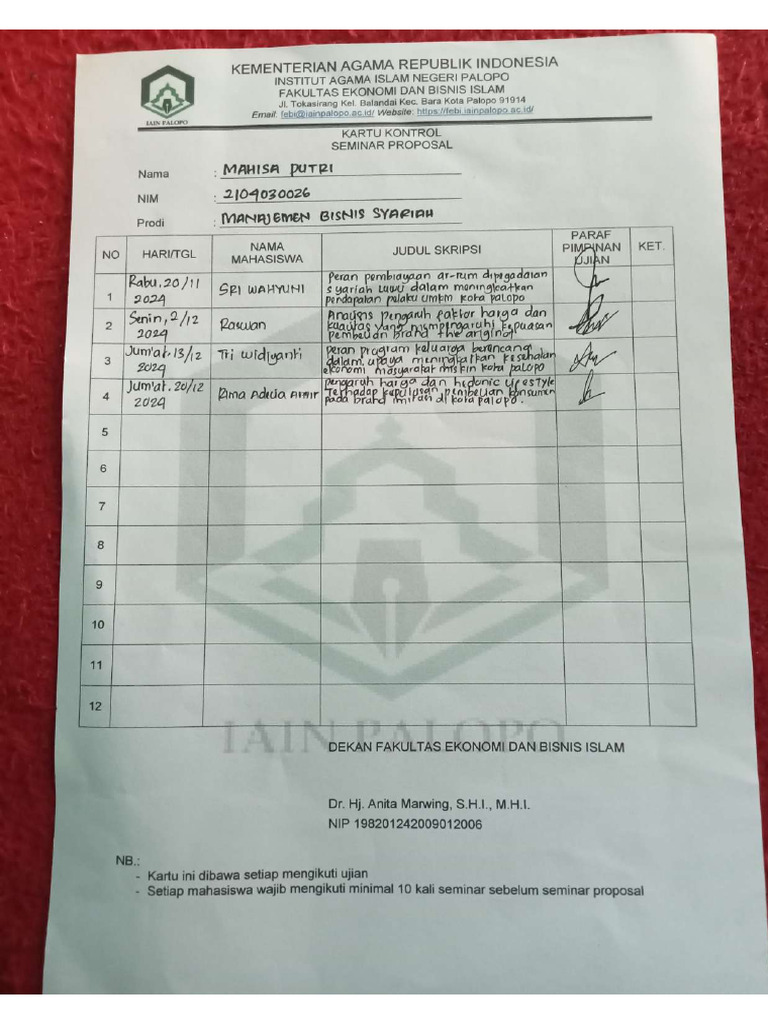 KEMENTERIAN AGAMA REPUBLIK INDONESIA
INSTITUT AGAMA ISLAM NEGERI PALOPO
FAKULTAS EKONOMI DAN BISNIS ISLAM
Jl. Tokasirang Kel. Balandai Kec. Bara Kota Palopo 91914
Email: febi@iainpalopo.ac.id/ Website: https://febi.iainpalopo.ac.id/
IAIN PALOPO
KARTU KONTROL
SEMINAR PROPOSAL
Nama : MAHISA PUTRI
NIM : 2104030026
Prodi : MANAJEMEN BISNIS SYARIAH
NO HARI/TGL NAMA MAHASISWA JUDUL SKRIPSI PARAF PIMPINAN UJIAN KET.
1 Rabu, 20/11 2024 SRI WAHYUNI Peran pembiayaan ar-rum dipegadaian
syariah luwu dalam meningkatkan
pendapatan pelaku umkm kota palopo
2 Senin, 2/12 2024 Raswan Analisis pengaruh faktor harga dan
kualitas yang mempengaruhi kepuasan
pembelian brand the original
3 Jum'at. 13/12 2024 Tri Widiyanti peran program keluarga berencana
dalam upaya meningkatkan kesehatan
ekonomi masyarakat miskin kota palopo
4 Jum'at. 20/12 2024 Rima Adelia pengaruh harga dan hedonic lifestyle
Terhadap keputusan pembelian konsumen
pada brand di kota palopo.
5
6
7
8
9
10
11
12
IAIN PALOPO
DEKAN FAKULTAS EKONOMI DAN BISNIS ISLAM
Dr. Hj. Anita Marwing, S.H.I., M.H.I.
NIP 198201242009012006
NB.:
- Kartu ini dibawa setiap mengikuti ujian
- Setiap mahasiswa wajib mengikuti minimal 10 kali seminar sebelum seminar proposal